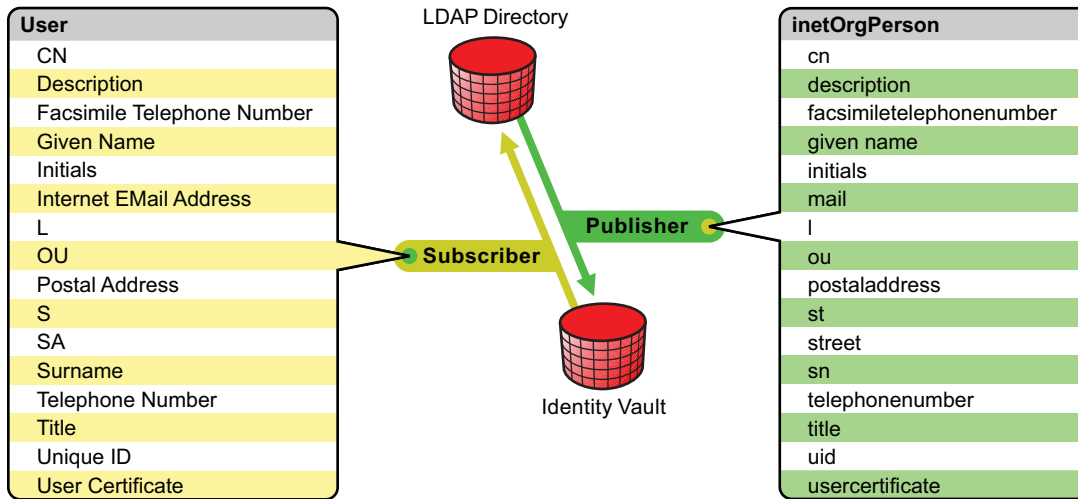 User
CN
Description
Facsimile Telephone Number
Given Name
Initials
Internet EMail Address
L
OU
Postal Address
S
SA
Surname
Telephone Number
Title
Unique ID
User Certificate
LDAP Directory
Publisher
Subscriber
Identity Vault
inetOrgPerson
cn
description
facsimiletelephonenumber
given name
initials
mail
l
ou
postaladdress
st
street
sn
telephonenumber
title
uid
usercertificate